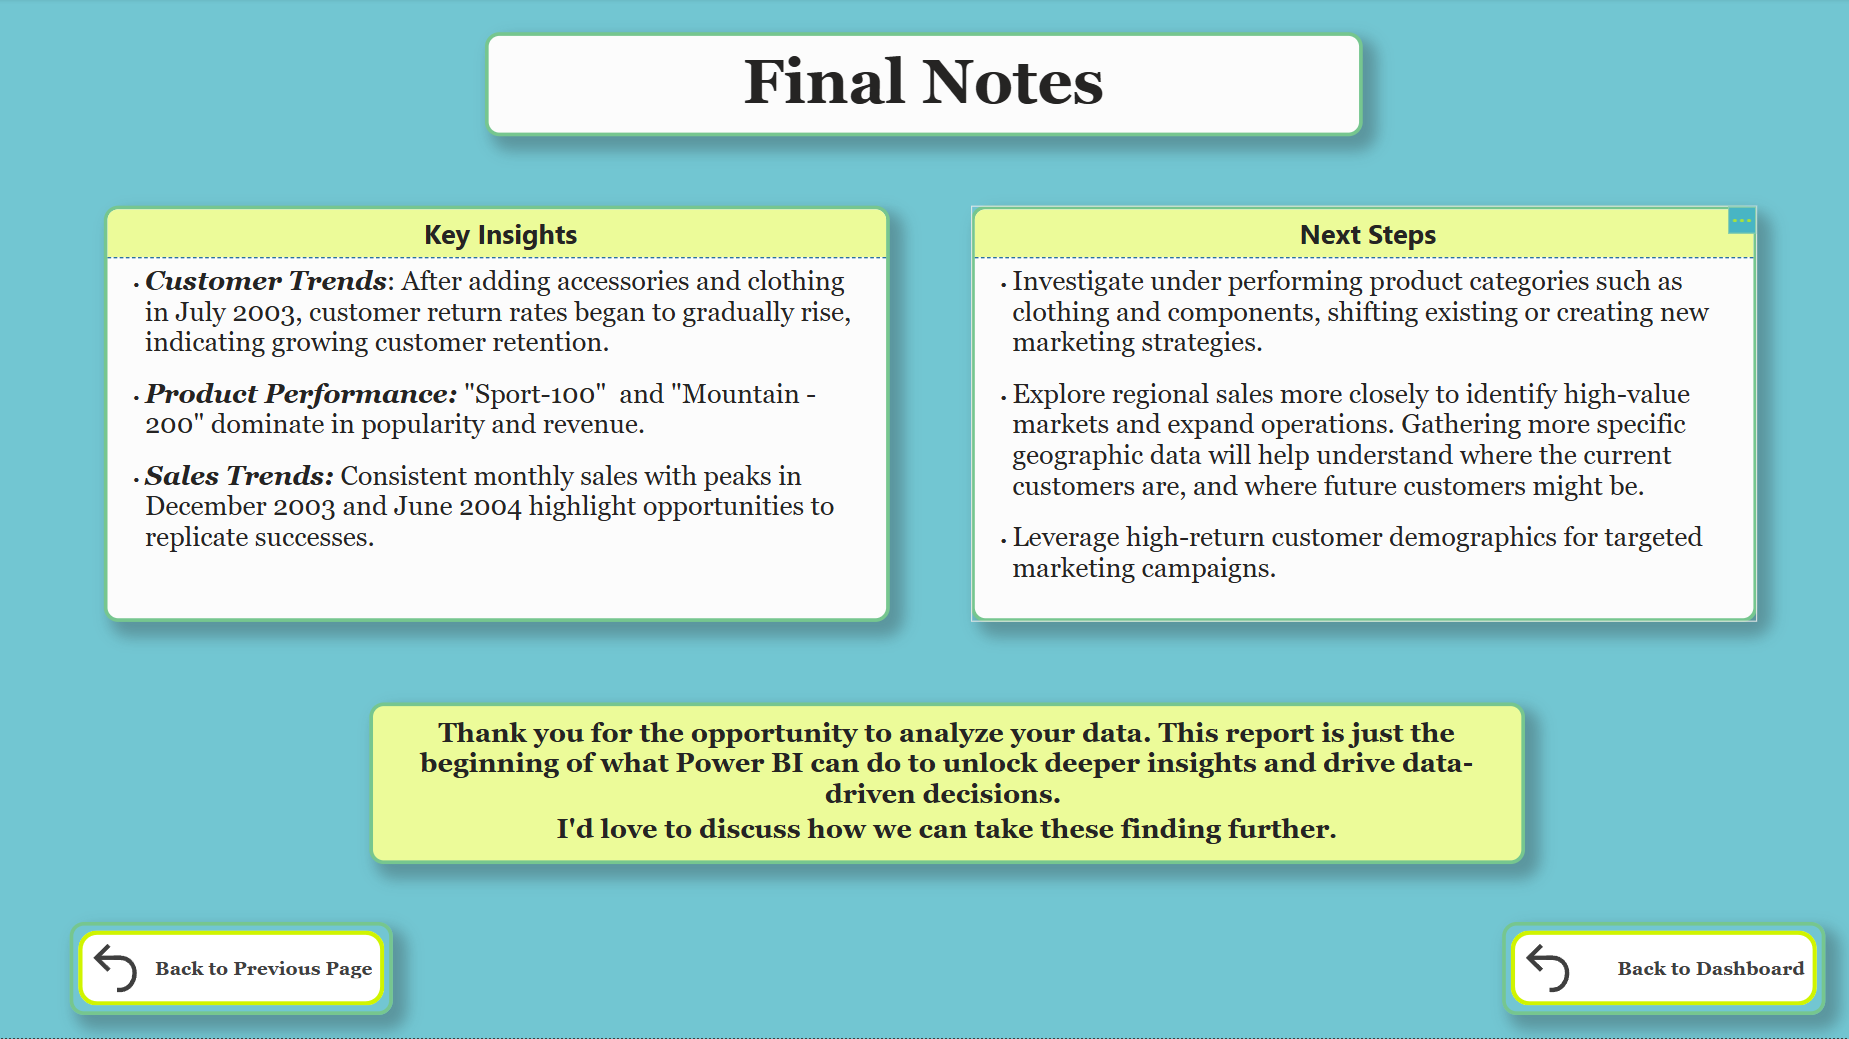 Final Notes
Key Insights
• Customer Trends: After adding accessories and clothing
in July 2003, customer return rates began to gradually rise,
indicating growing customer retention.
• Product Performance: "Sport-100"  and "Mountain -
200" dominate in popularity and revenue.
• Sales Trends: Consistent monthly sales with peaks in
December 2003 and June 2004 highlight opportunities to
replicate successes.
Next Steps
• Investigate under performing product categories such as
clothing and components, shifting existing or creating new
marketing strategies.
• Explore regional sales more closely to identify high-value
markets and expand operations. Gathering more specific
geographic data will help understand where the current
customers are, and where future customers might be.
• Leverage high-return customer demographics for targeted
marketing campaigns.
Thank you for the opportunity to analyze your data. This report is just the
beginning of what Power BI can do to unlock deeper insights and drive data-
driven decisions.
I'd love to discuss how we can take these finding further.
Back to Previous Page
Back to Dashboard